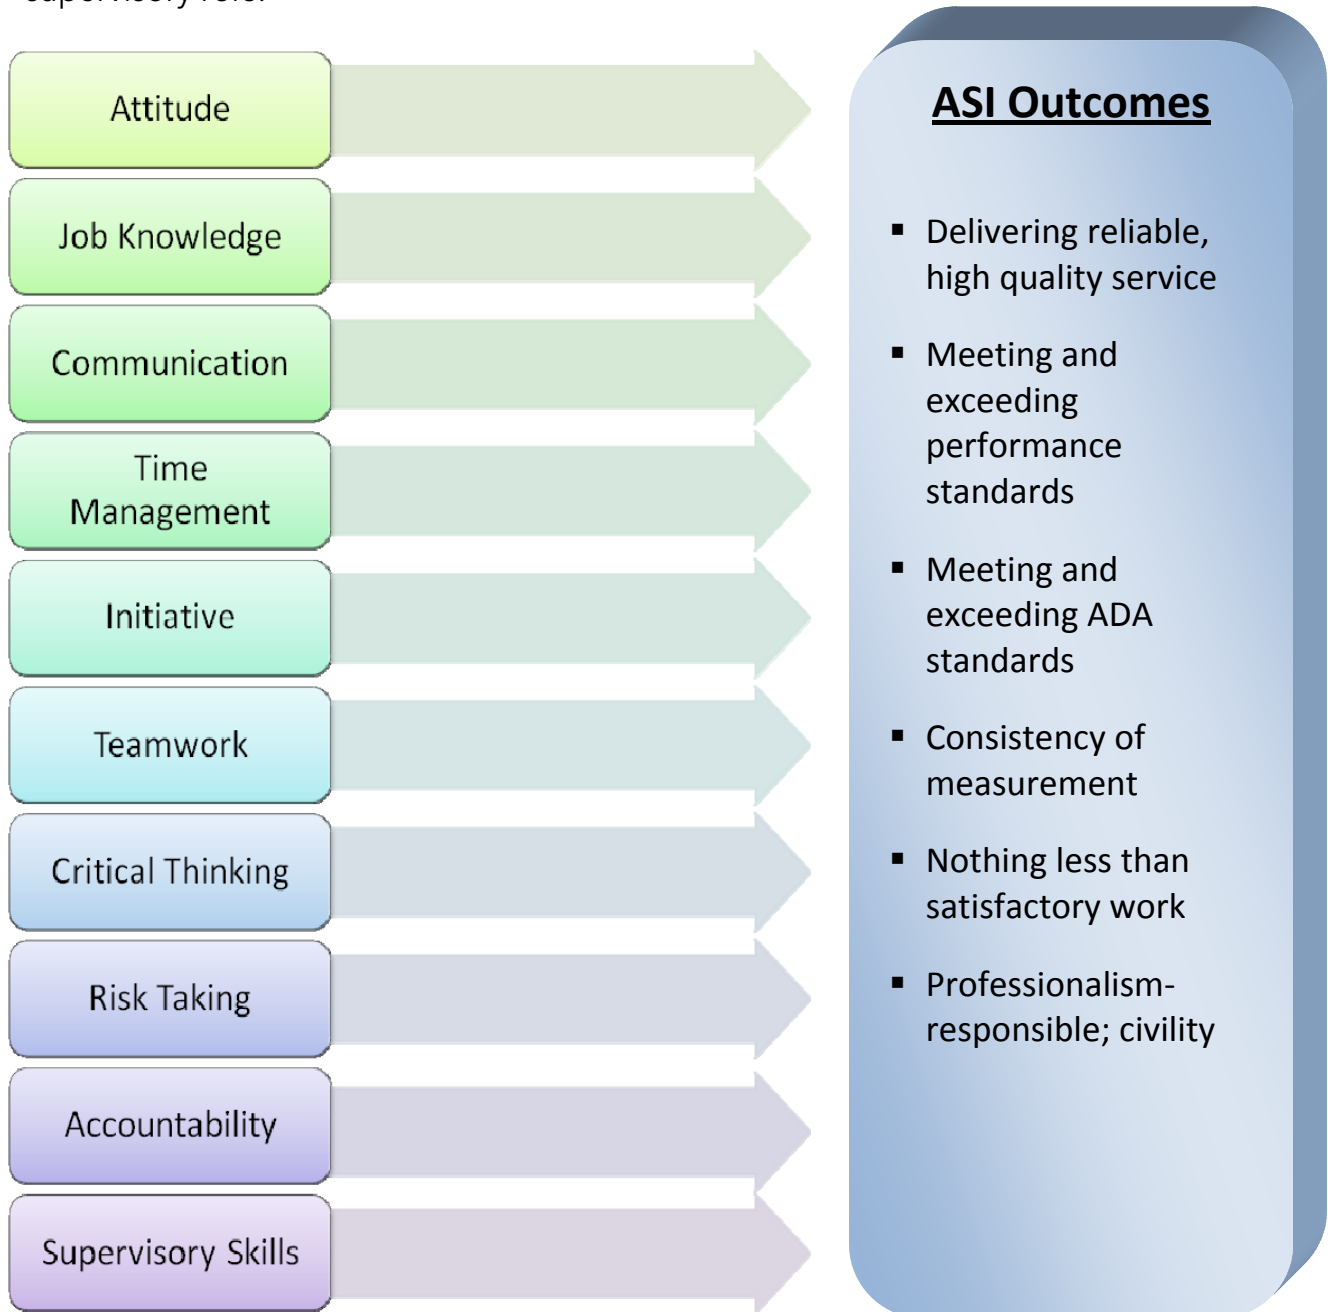 supervisory role.
Attitude
Job Knowledge
Communication
Time
Management
Initiative
Teamwork
Critical Thinking
Risk Taking
Accountability
Supervisory Skills
ASI Outcomes
▪ Delivering reliable,
high quality service
▪ Meeting and
exceeding
performance
standards
▪ Meeting and
exceeding ADA
standards
▪ Consistency of
measurement
▪ Nothing less than
satisfactory work
▪ Professionalism-
responsible; civility